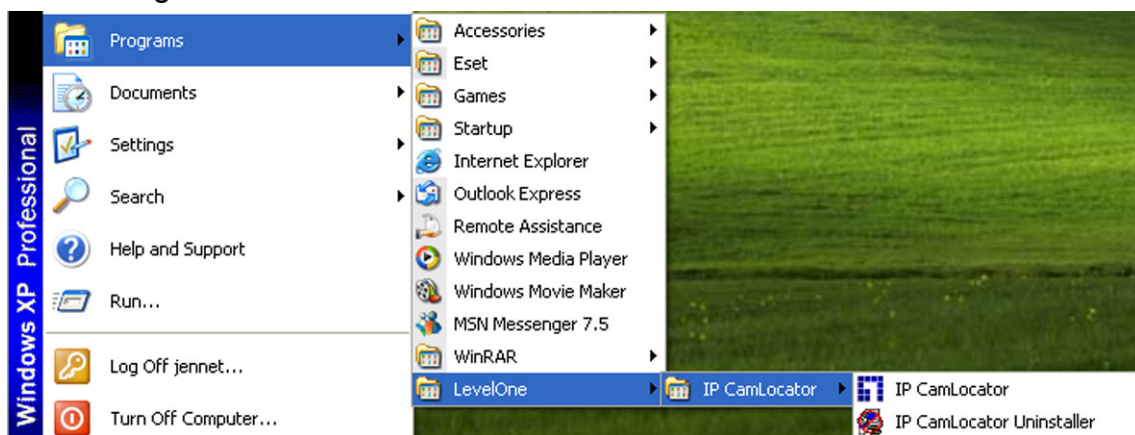 Windows XP Professional
Programs
Documents
Settings
Search
Help and Support
Run...
Log Off jennet...
Turn Off Computer...
Accessories
Eset
Games
Startup
Internet Explorer
Outlook Express
Remote Assistance
Windows Media Player
Windows Movie Maker
MSN Messenger 7.5
WinRAR
LevelOne
IP CamLocator
IP CamLocator
IP CamLocator Uninstaller